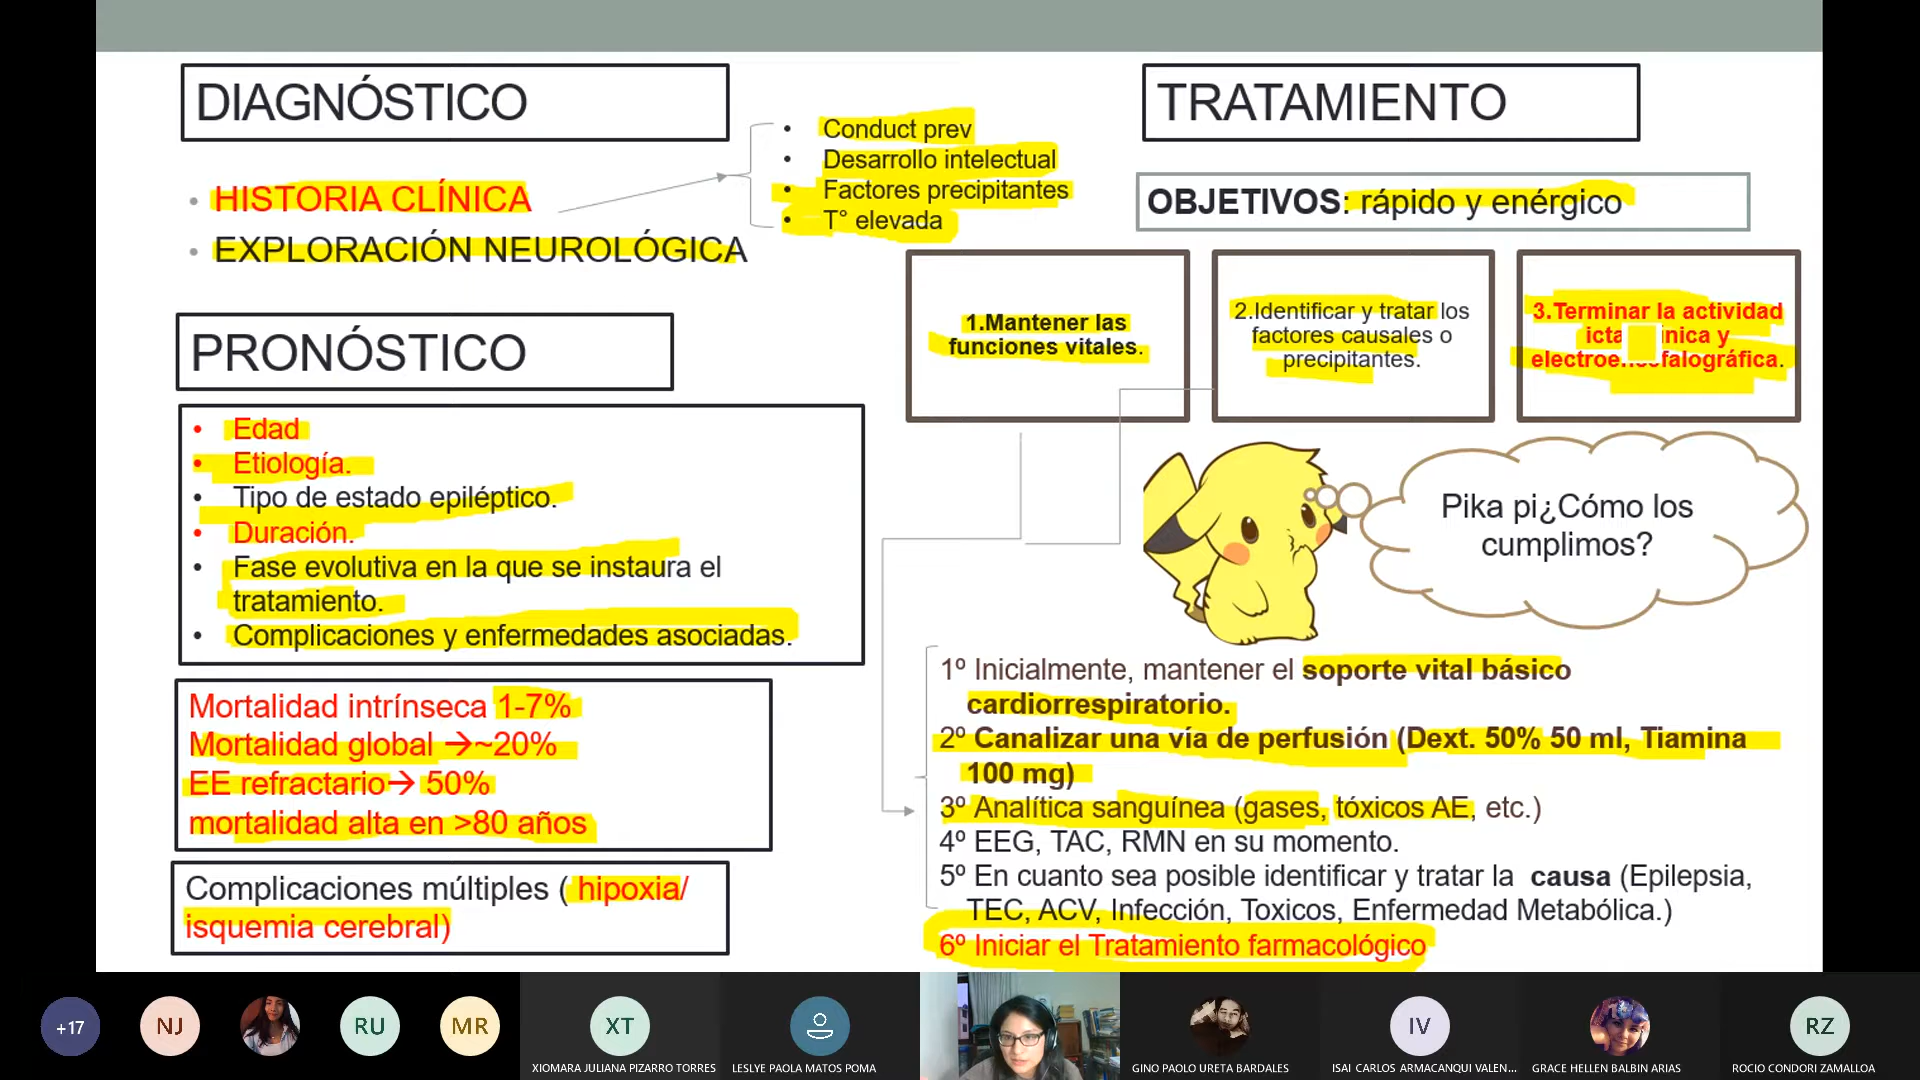 DIAGNÓSTICO
HISTORIA CLÍNICA
EXPLORACIÓN NEUROLÓGICA
• Conduct prev
• Desarrollo intelectual
• Factores precipitantes
• T° elevada
PRONÓSTICO
• Edad
• Etiología.
• Tipo de estado epiléptico.
• Duración.
• Fase evolutiva en la que se instaura el
tratamiento.
• Complicaciones y enfermedades asociadas.
Mortalidad intrínseca 1-7%
Mortalidad global →~20%
EE refractario→ 50%
mortalidad alta en >80 años
Complicaciones múltiples ( hipoxia/
isquemia cerebral)
TRATAMIENTO
OBJETIVOS: rápido y enérgico
1.Mantener las
funciones vitales.
2.Identificar y tratar los
factores causales o
precipitantes.
3.Terminar la actividad
y
Pika pi¿Cómo los
cumplimos?
1º Inicialmente, mantener el soporte vital básico
cardiorrespiratorio.
2º Canalizar una vía de perfusión (Dext. 50% 50 ml, Tiamina
100 mg)
3º Analítica sanguínea (gases, tóxicos AE, etc.)
4º EEG, TAC, RMN en su momento.
5º En cuanto sea posible identificar y tratar la causa (Epilepsia,
TEC, ACV, Infección, Toxicos, Enfermedad Metabólica.)
6º Iniciar el Tratamiento farmacológico
+17
NJ
RU
MR
XT
XIOMARA JULIANA PIZARRO TORRES
LESLYE PAOLA MATOS POMA
GINO PAOLO URETA BARDALES
IV
ISAI CARLOS ARMACANQUI VALEN...
GRACE HELLEN BALBIN ARIAS
RZ
ROCIO CONDORI ZAMALLOA